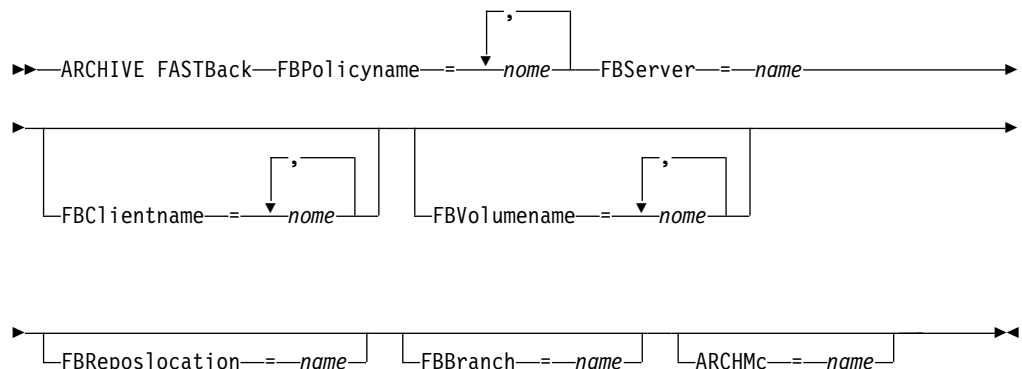 ,
ARCHIVE FASTBack FBPolicyname = nome FBServer = name
, ,
FBClientname = nome FBVolumename = nome
FBReposlocation = name FBBranch = name ARCHMc = name